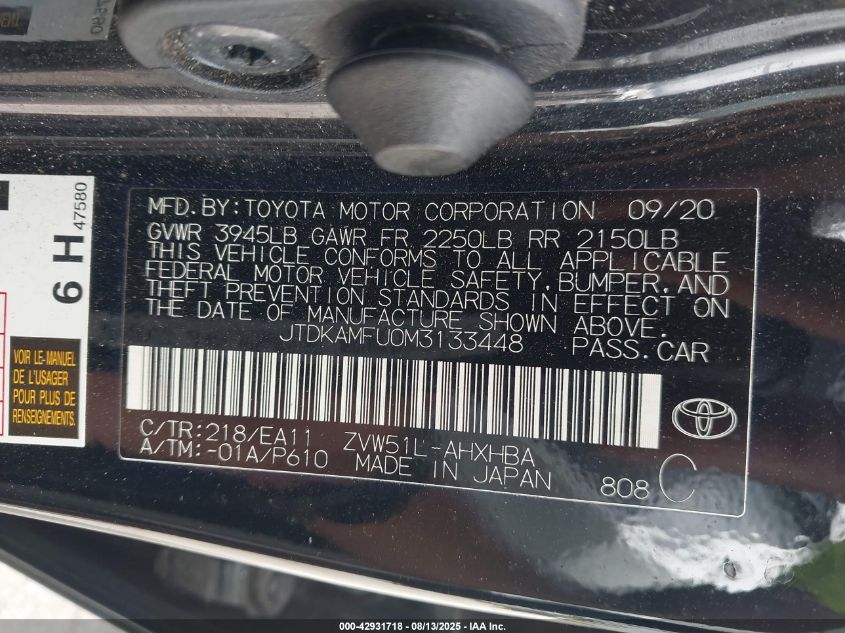 MFD.BY:TOYOTA MOTOR CORPORATION 09/20
GVWR 3945LB GAWR FR 2250LB RR 2150LB
THIS VEHICLE CONFORMS TO ALL APPLICABLE
FEDERAL MOTOR VEHICLE SAFETY,BUMPER,AND
THEFT PREVENTION STANDARDS IN EFFECT ON
THE DATE OF MANUFACTURE SHOWN ABOVE.
JTDKAMFU0M3133448 PASS.CAR
C/TR:218/EA11 ZVW51L-AHXHBA
A/TM:-01A/P610 MADE IN JAPAN
808 C
6 H
47580
VOIR LE MANUEL
DE L'USAGER
POUR PLUS DE
RENSEIGNEMENTS.
000-42931718 - 08/13/2025 - IAA Inc.